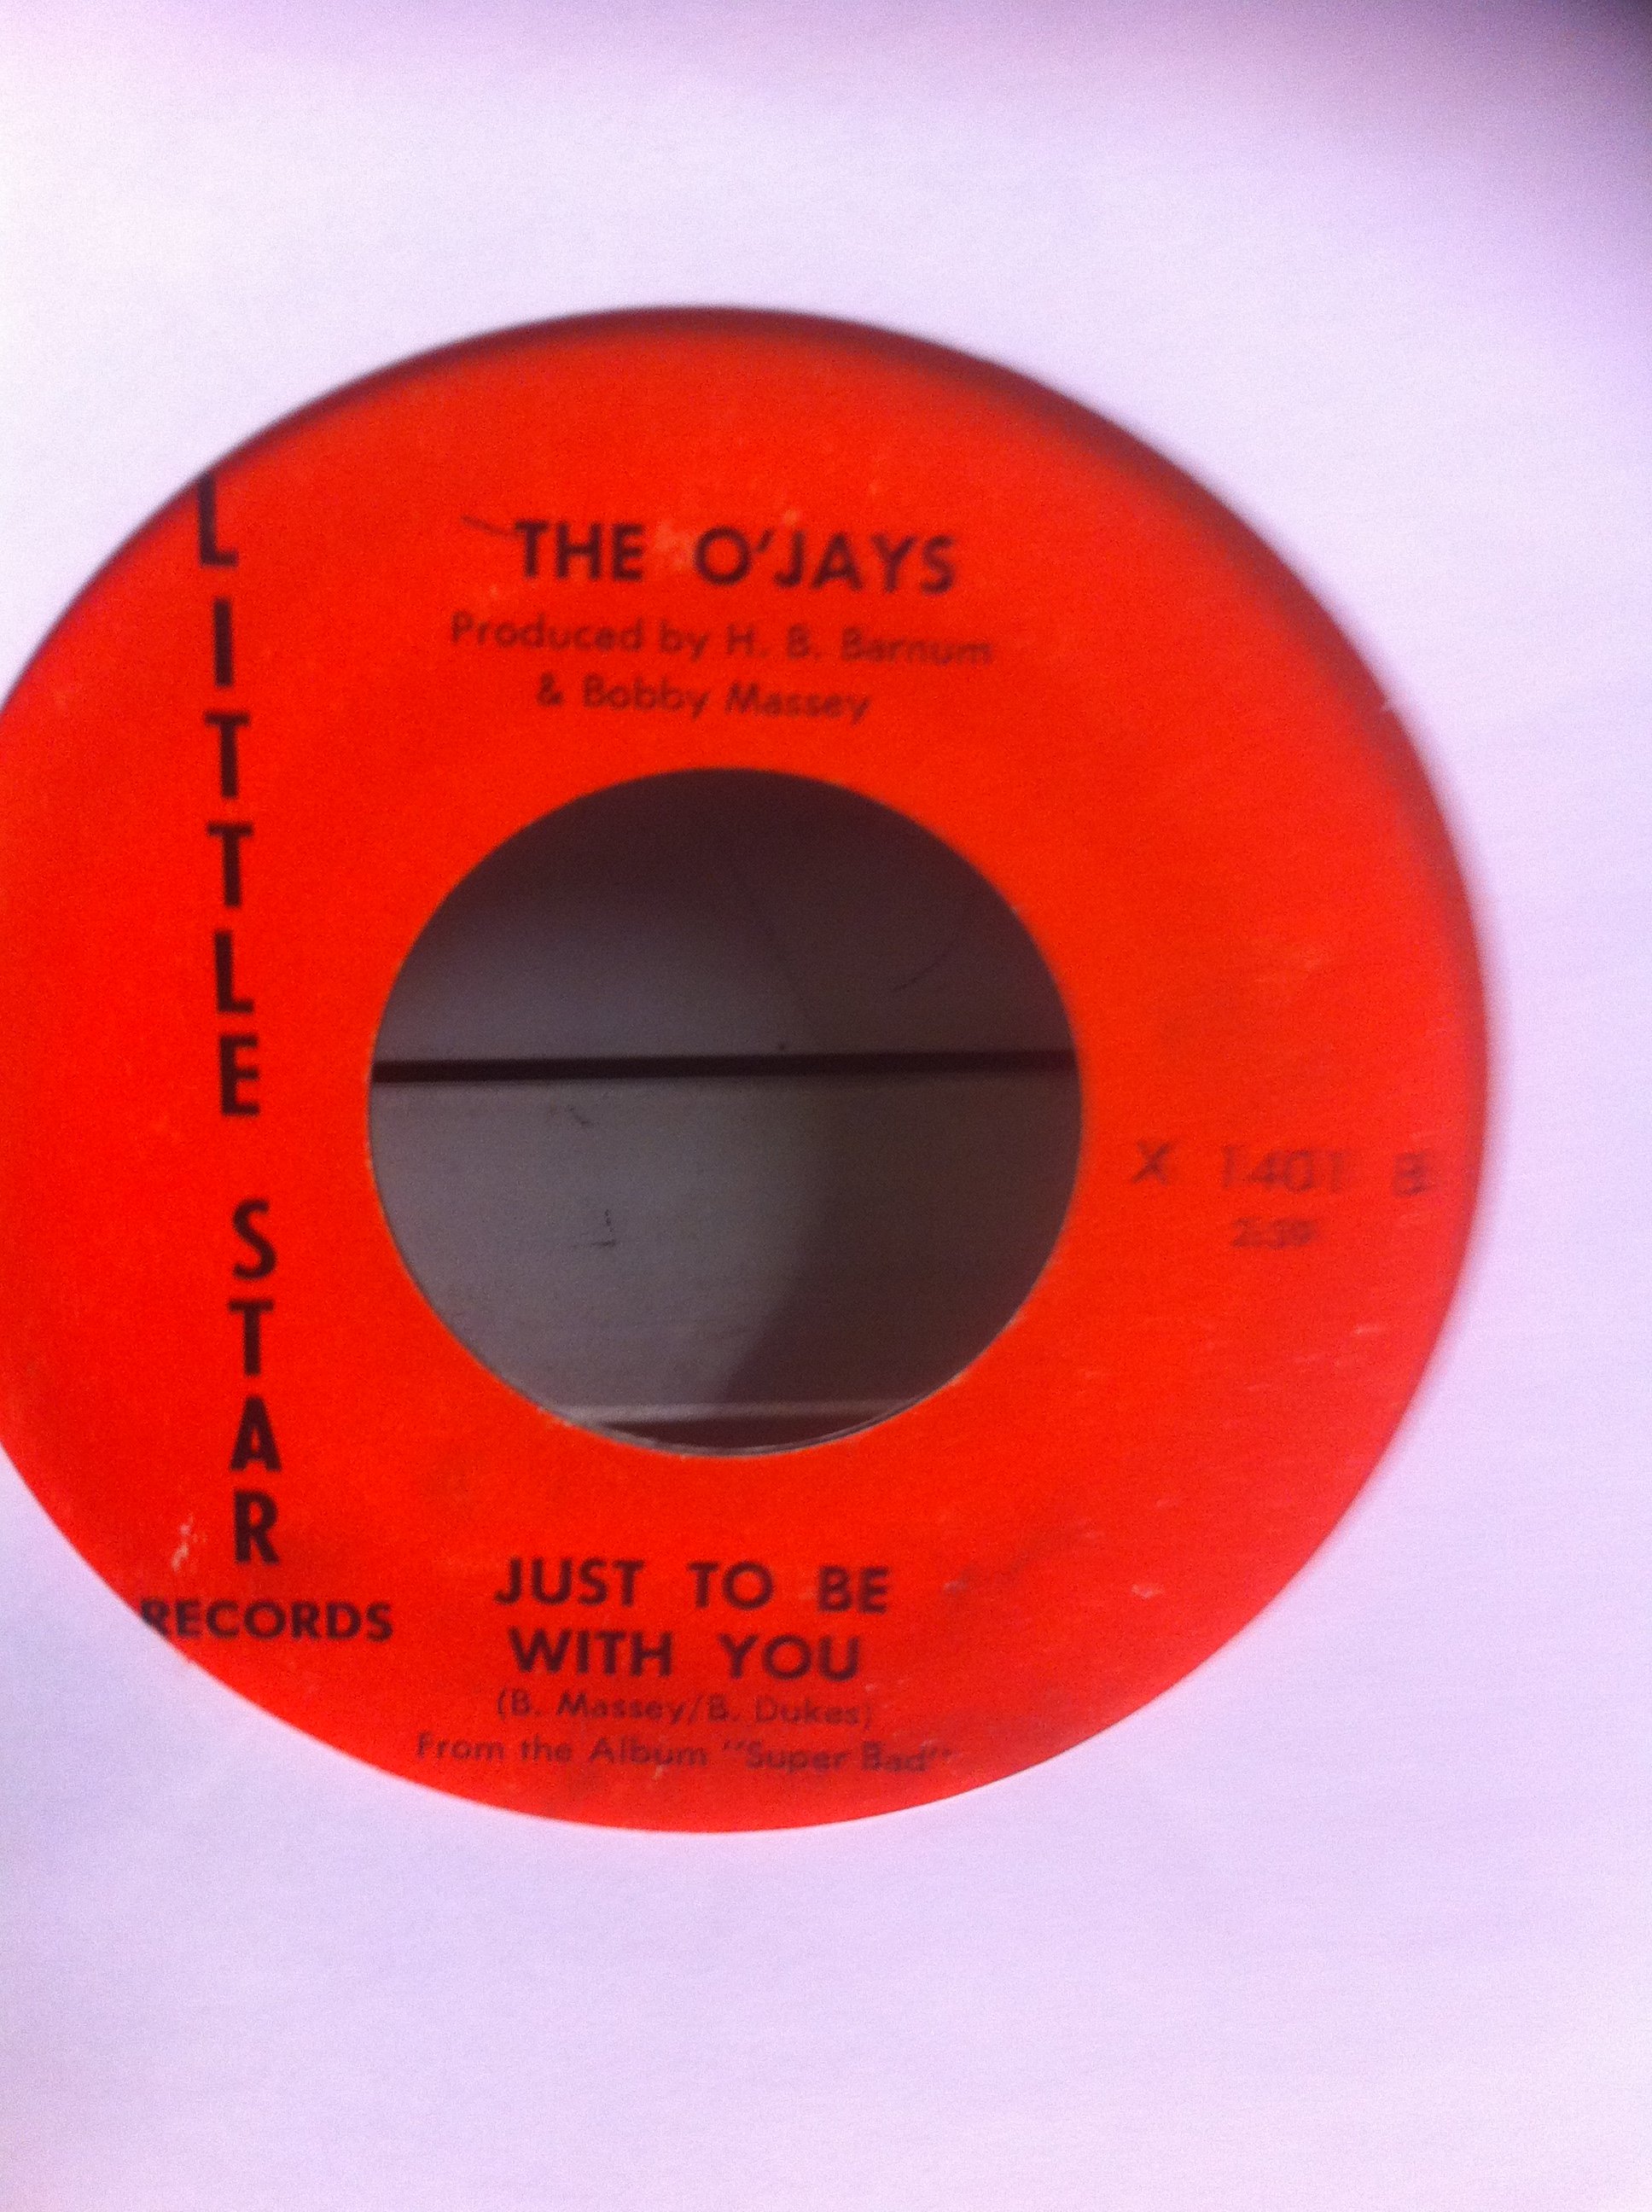 LITTLE STAR
RECORDS
THE O'JAYS
Produced by H. B. Barnum
& Bobby Massey
X 1401 B
JUST TO BE
WITH YOU
(B. Massey/B. Dukes)
From the Album "Super Bad"